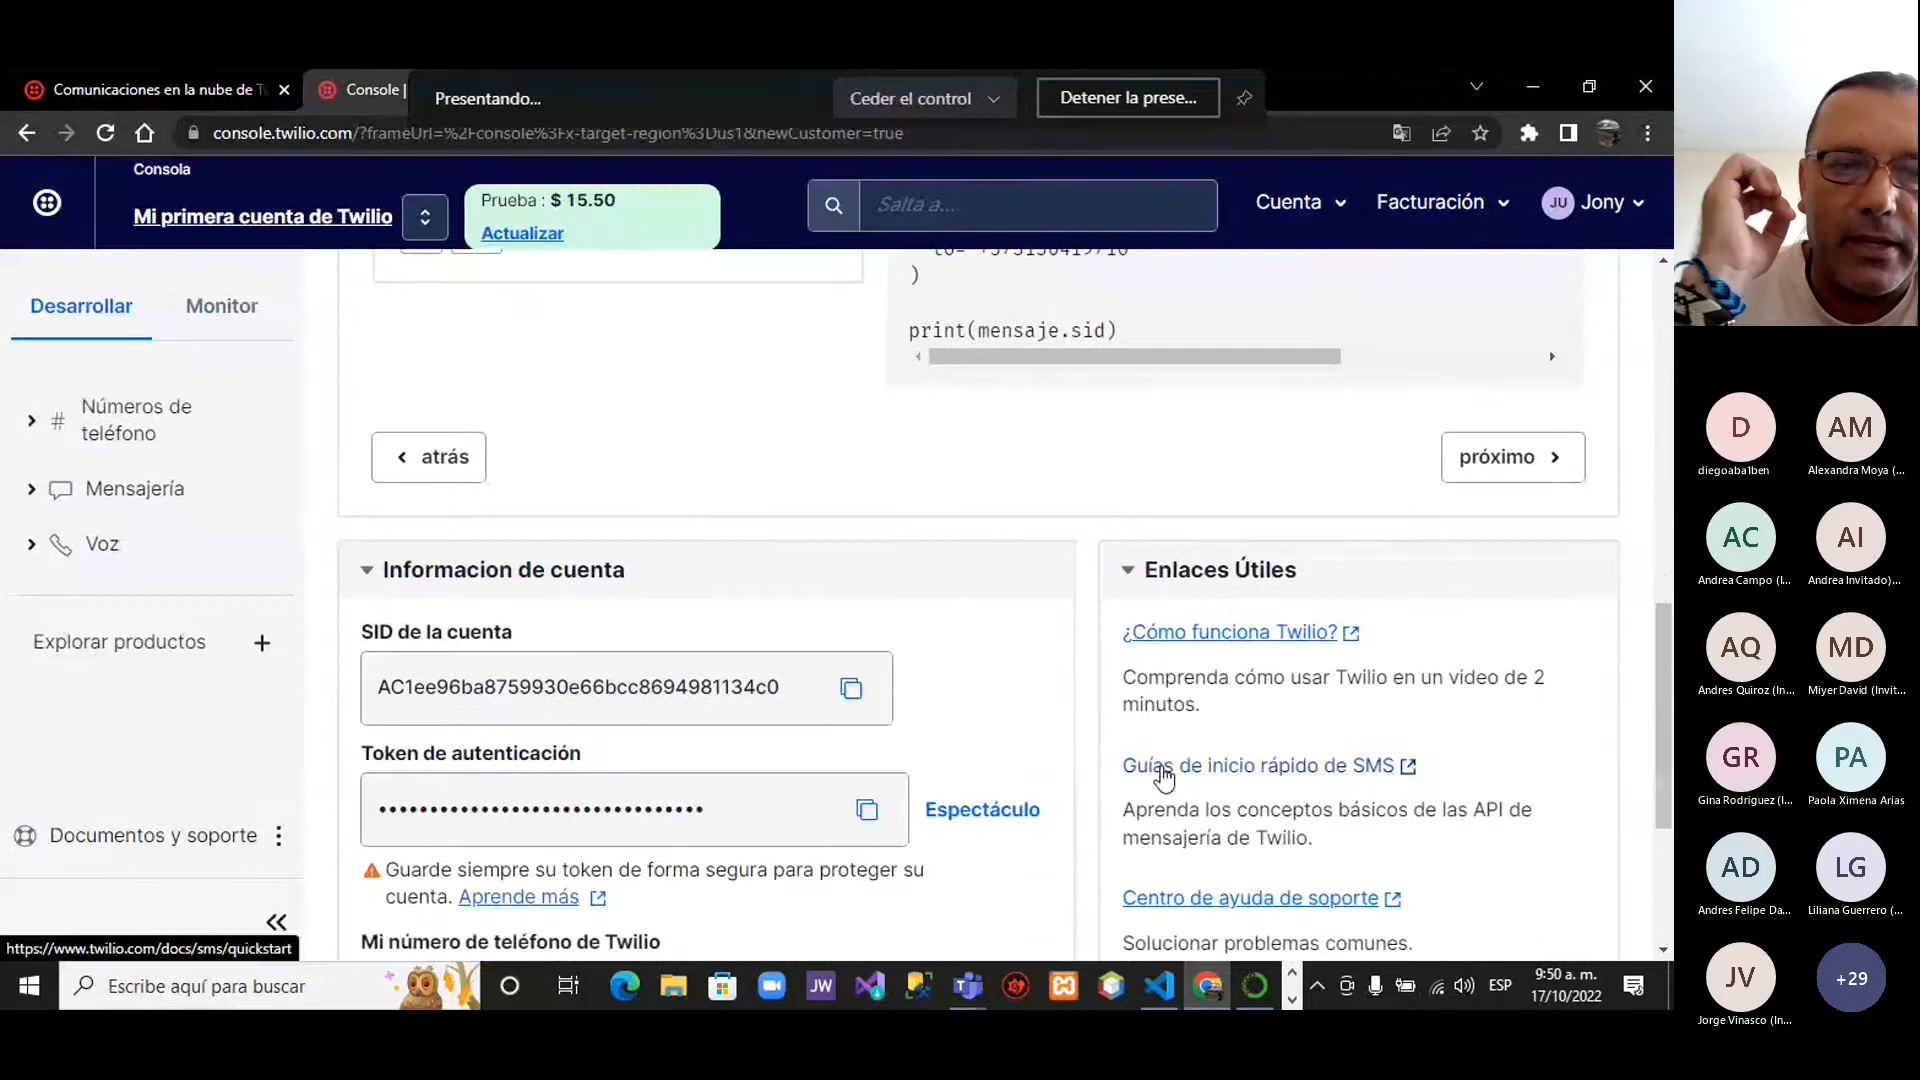 Comunicaciones en la nube de T
Console |
Presentando...
Ceder el control
Detener la prese...
console.twilio.com/?frameUrl=%2Fconsole%3Fx-target-region%3Dus1&newCustomer=true
Consola
Mi primera cuenta de Twilio
Prueba : $ 15.50
Actualizar
Salta a...
Cuenta
Facturación
JU
Jony
Desarrollar
Monitor
)
print(mensaje.sid)
# Números de
teléfono
Mensajería
Voz
Explorar productos +
Documentos y soporte
atrás
próximo
Informacion de cuenta
SID de la cuenta
AC1ee96ba8759930e66bcc8694981134c0
Token de autenticación
••••••••••••••••••••••••••••••••
Espectáculo
Guarde siempre su token de forma segura para proteger su
cuenta. Aprende más
Mi número de teléfono de Twilio
Enlaces Útiles
¿Cómo funciona Twilio?
Comprenda cómo usar Twilio en un video de 2
minutos.
Guías de inicio rápido de SMS
Aprenda los conceptos básicos de las API de
mensajería de Twilio.
Centro de ayuda de soporte
Solucionar problemas comunes.
https://www.twilio.com/docs/sms/quickstart
Escribe aquí para buscar
JW
ESP
9:50 a. m.
17/10/2022
D
diegoaba1ben
AM
Alexandra Moya (...
AC
Andrea Campo (I...
AI
Andrea Invitado)...
AQ
Andres Quiroz (In...
MD
Miyer David (Invit...
GR
Gina Rodriguez (I...
PA
Paola Ximena Arias
AD
Andres Felipe Da...
LG
Liliana Guerrero (...
JV
Jorge Vinasco (In...
+29